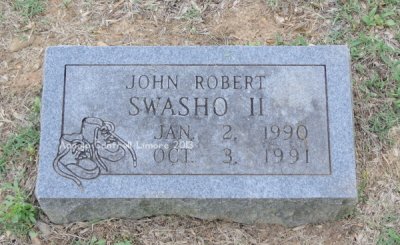 JOHN ROBERT
SWASHO II
JAN. 2, 1990
OCT. 3, 1991